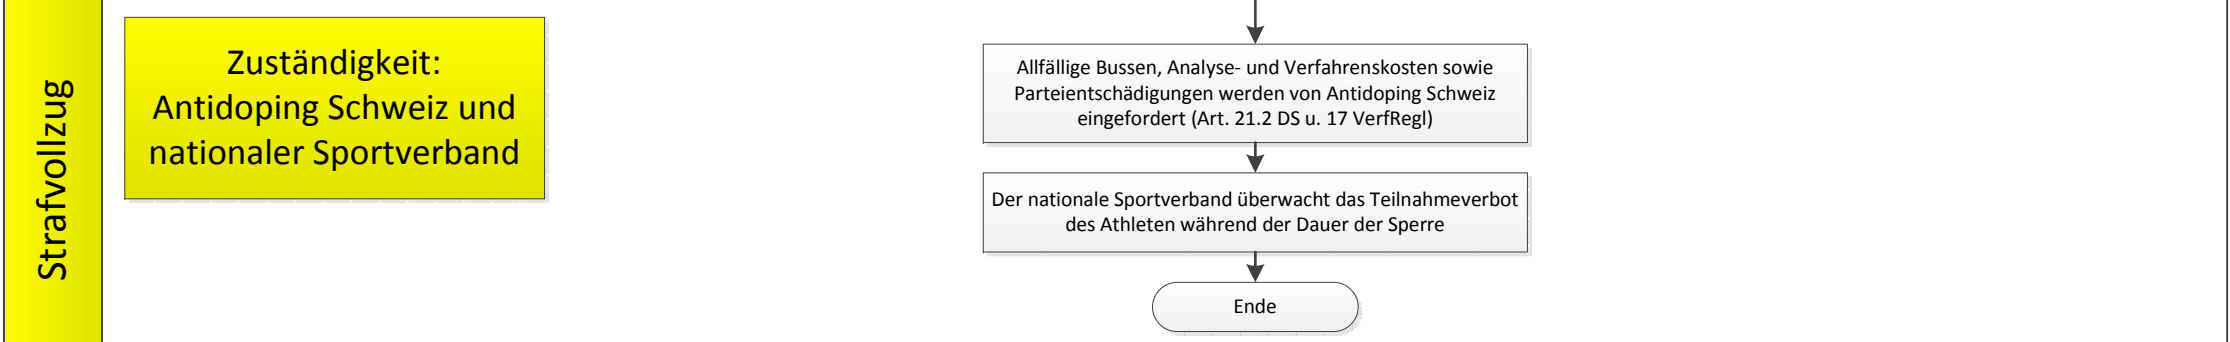 Strafvollzug
Zuständigkeit:
Antidoping Schweiz und
nationaler Sportverband
Allfällige Bussen, Analyse- und Verfahrenskosten sowie
Parteientschädigungen werden von Antidoping Schweiz
eingefordert (Art. 21.2 DS u. 17 VerfRegl)
Der nationale Sportverband überwacht das Teilnahmeverbot
des Athleten während der Dauer der Sperre
Ende